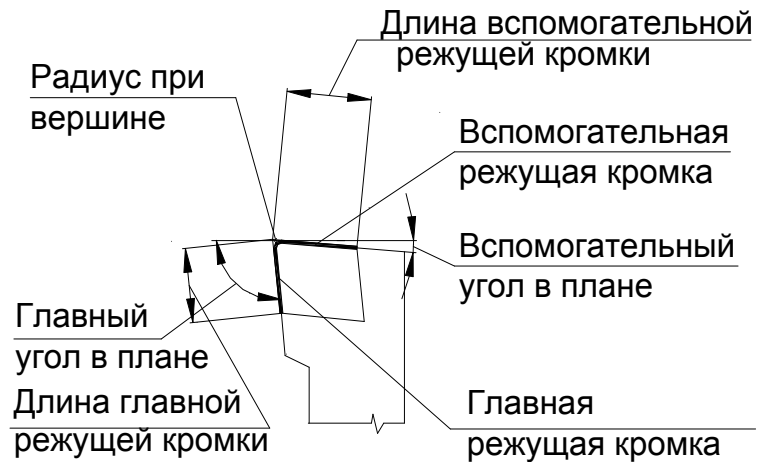 Длина вспомогательной
режущей кромки
Радиус при
вершине
Вспомогательная
режущая кромка
Вспомогательный
угол в плане
Главный
угол в плане
Длина главной
режущей кромки
Главная
режущая кромка